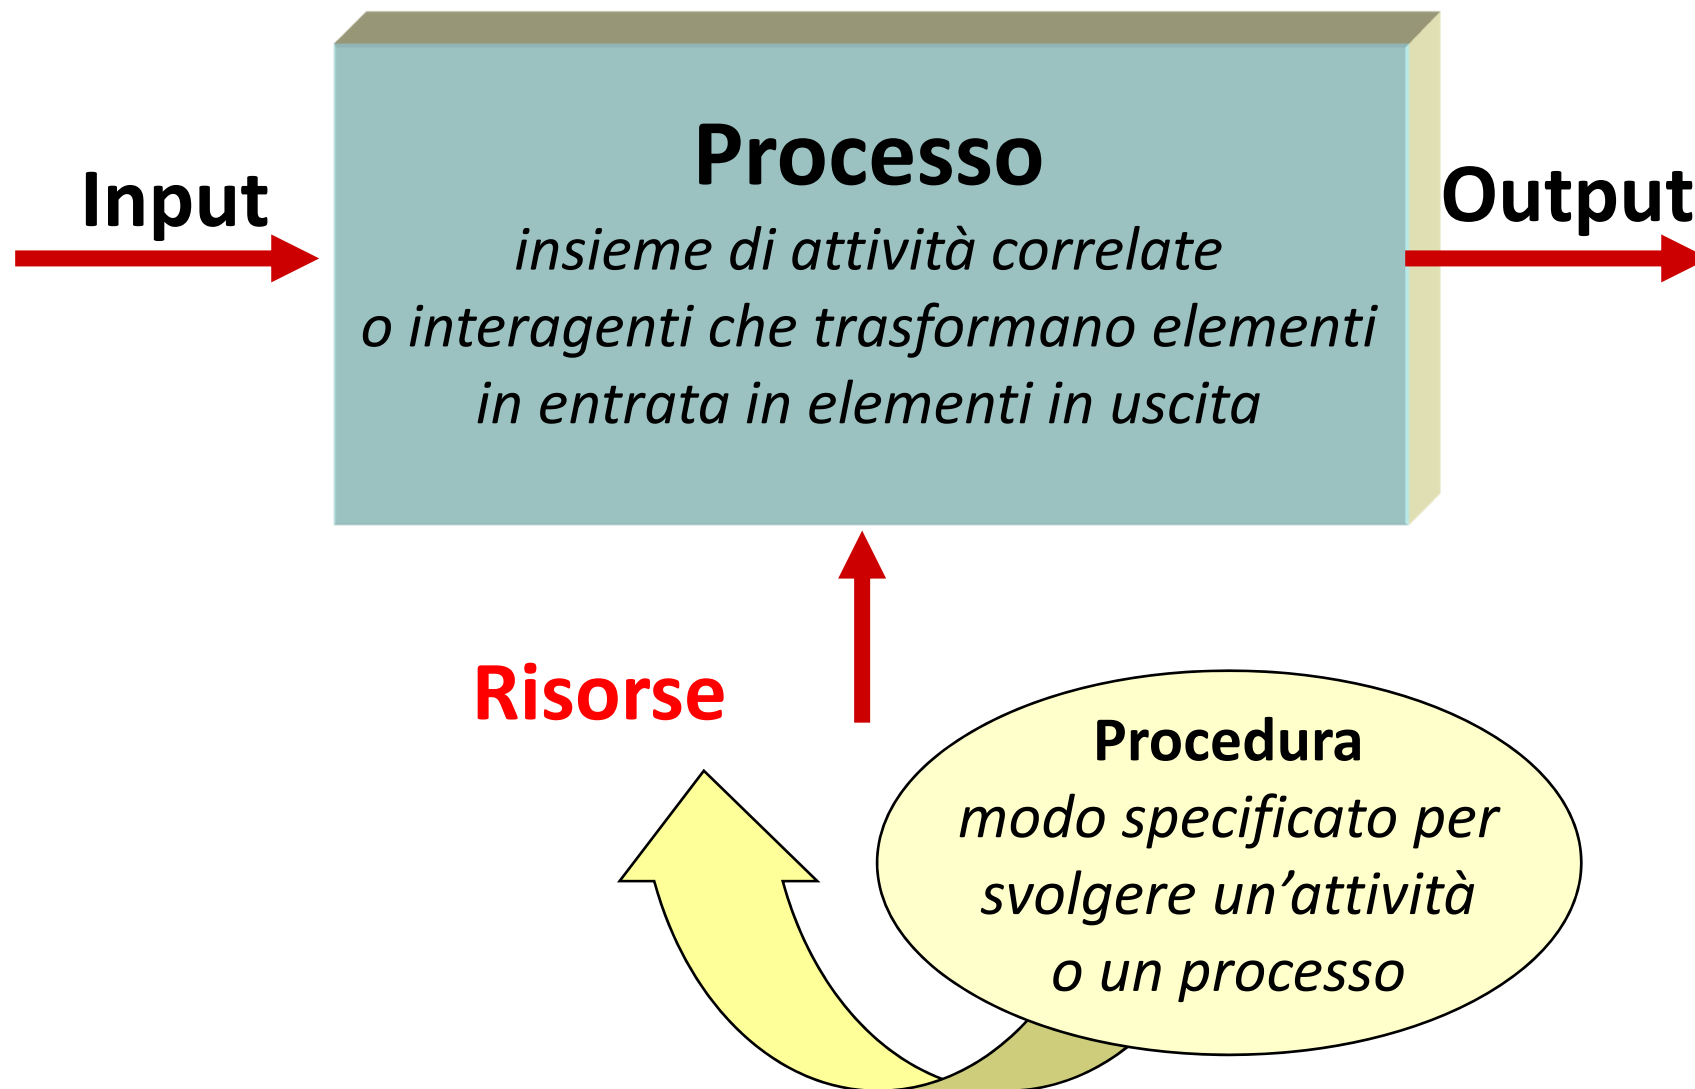 Processo
Input
Output
insieme di attività correlate
o interagenti che trasformano elementi
in entrata in elementi in uscita
Risorse
Procedura
modo specificato per
svolgere un’attività
o un processo